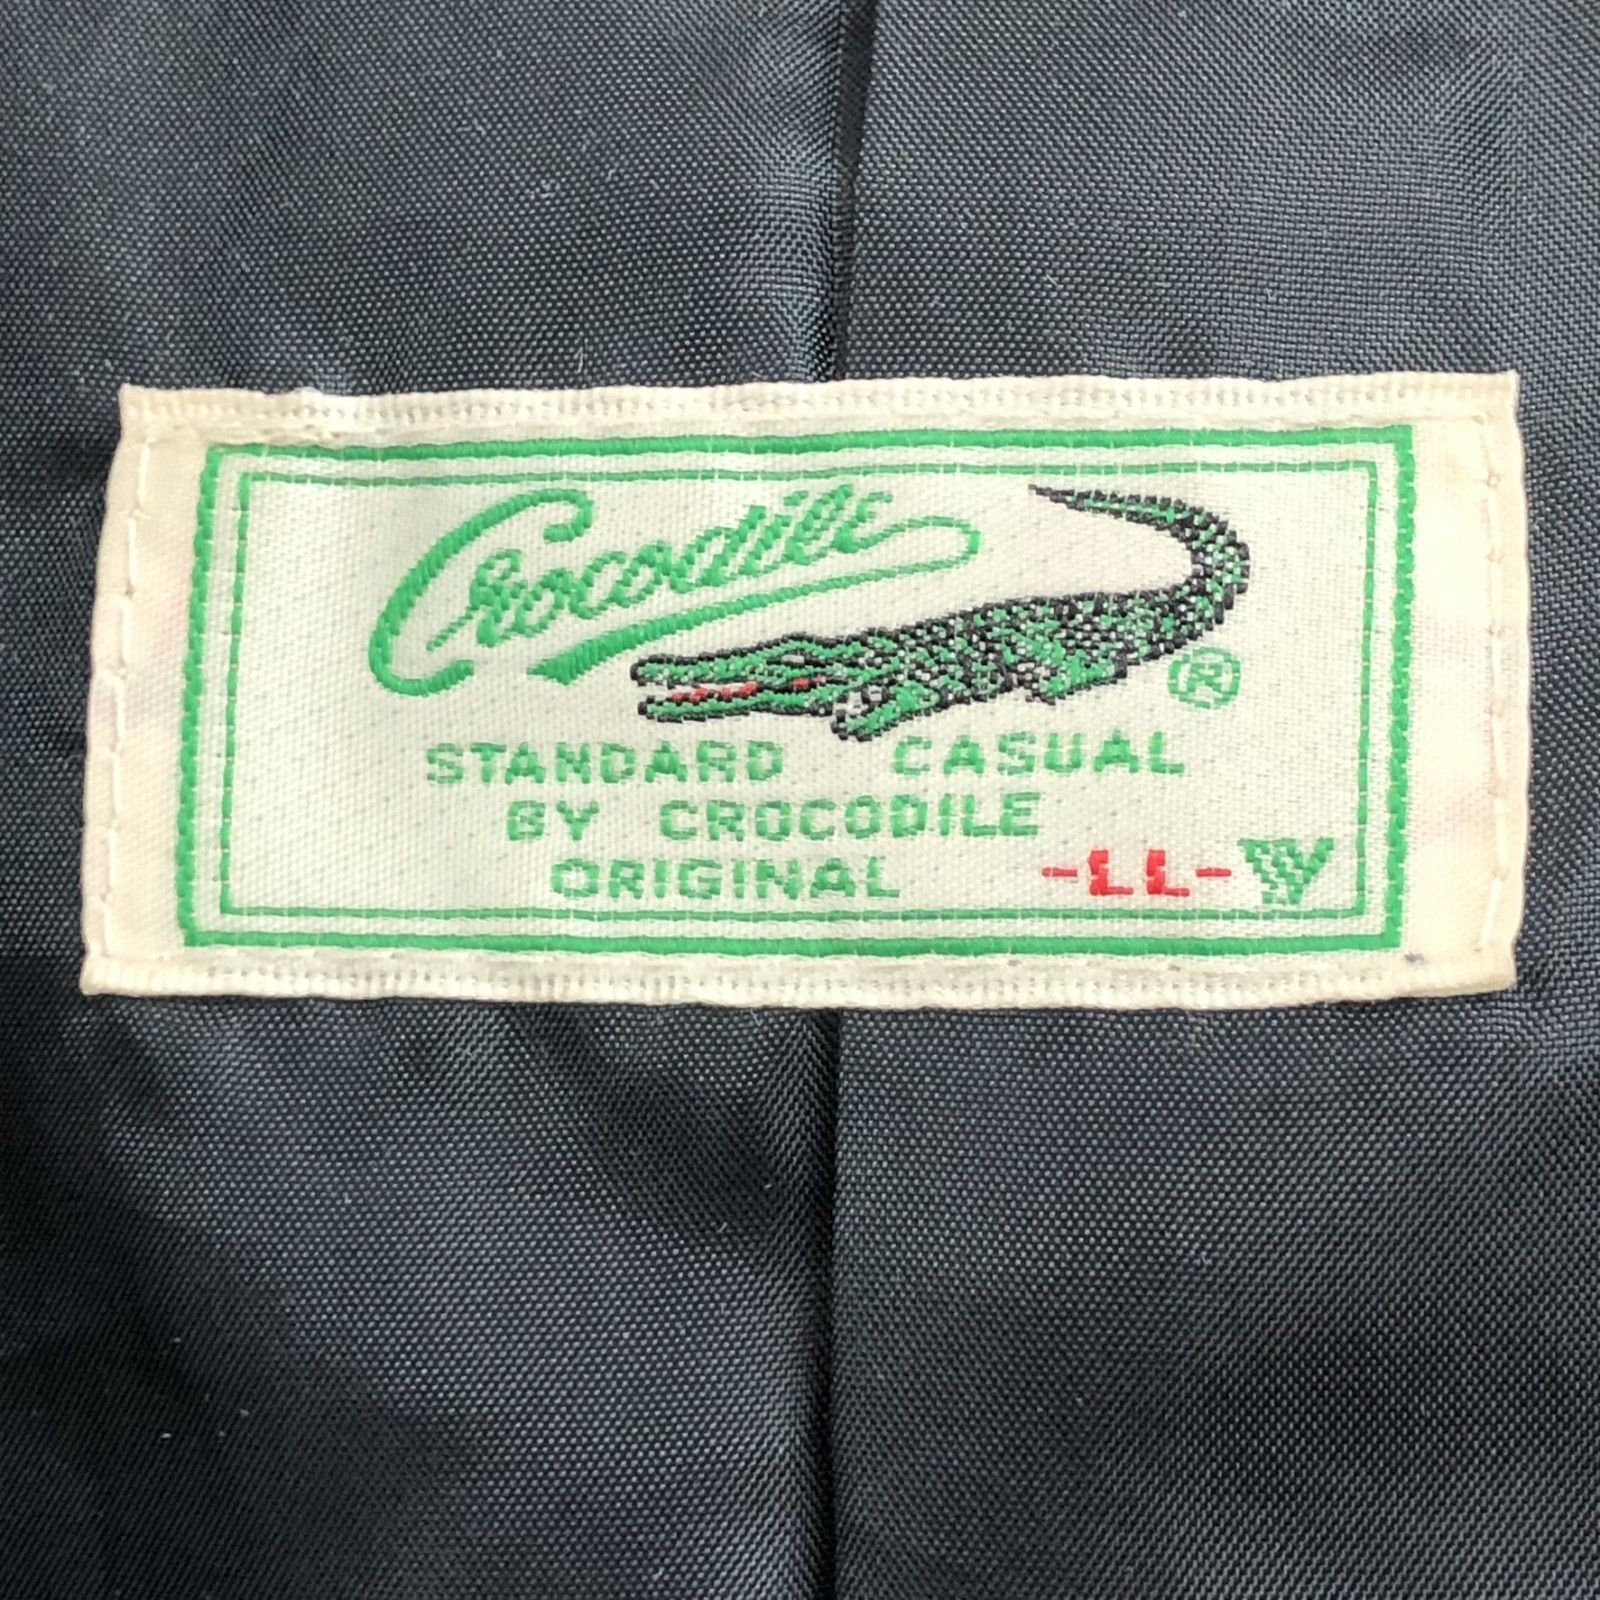 Crocodile
®
STANDARD CASUAL
BY CROCODILE
ORIGINAL -LL-